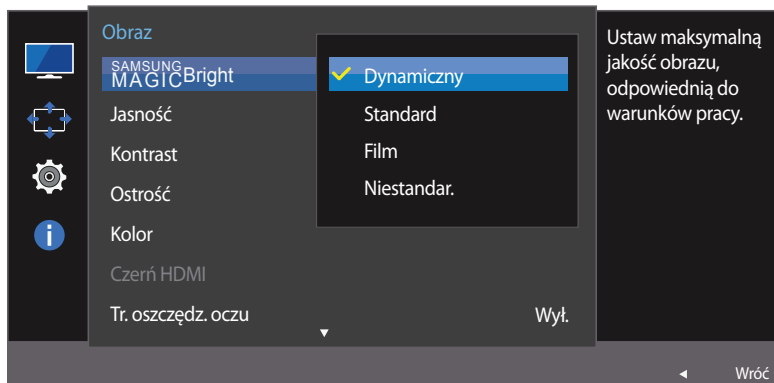 Obraz
SAMSUNG
MAGICBright
Jasność
Kontrast
Ostrość
Kolor
Czerń HDMI
Tr. oszczędz. oczu Wył.
Dynamiczny
Standard
Film
Niestandar.
Ustaw maksymalną
jakość obrazu,
odpowiednią do
warunków pracy.
Wróć